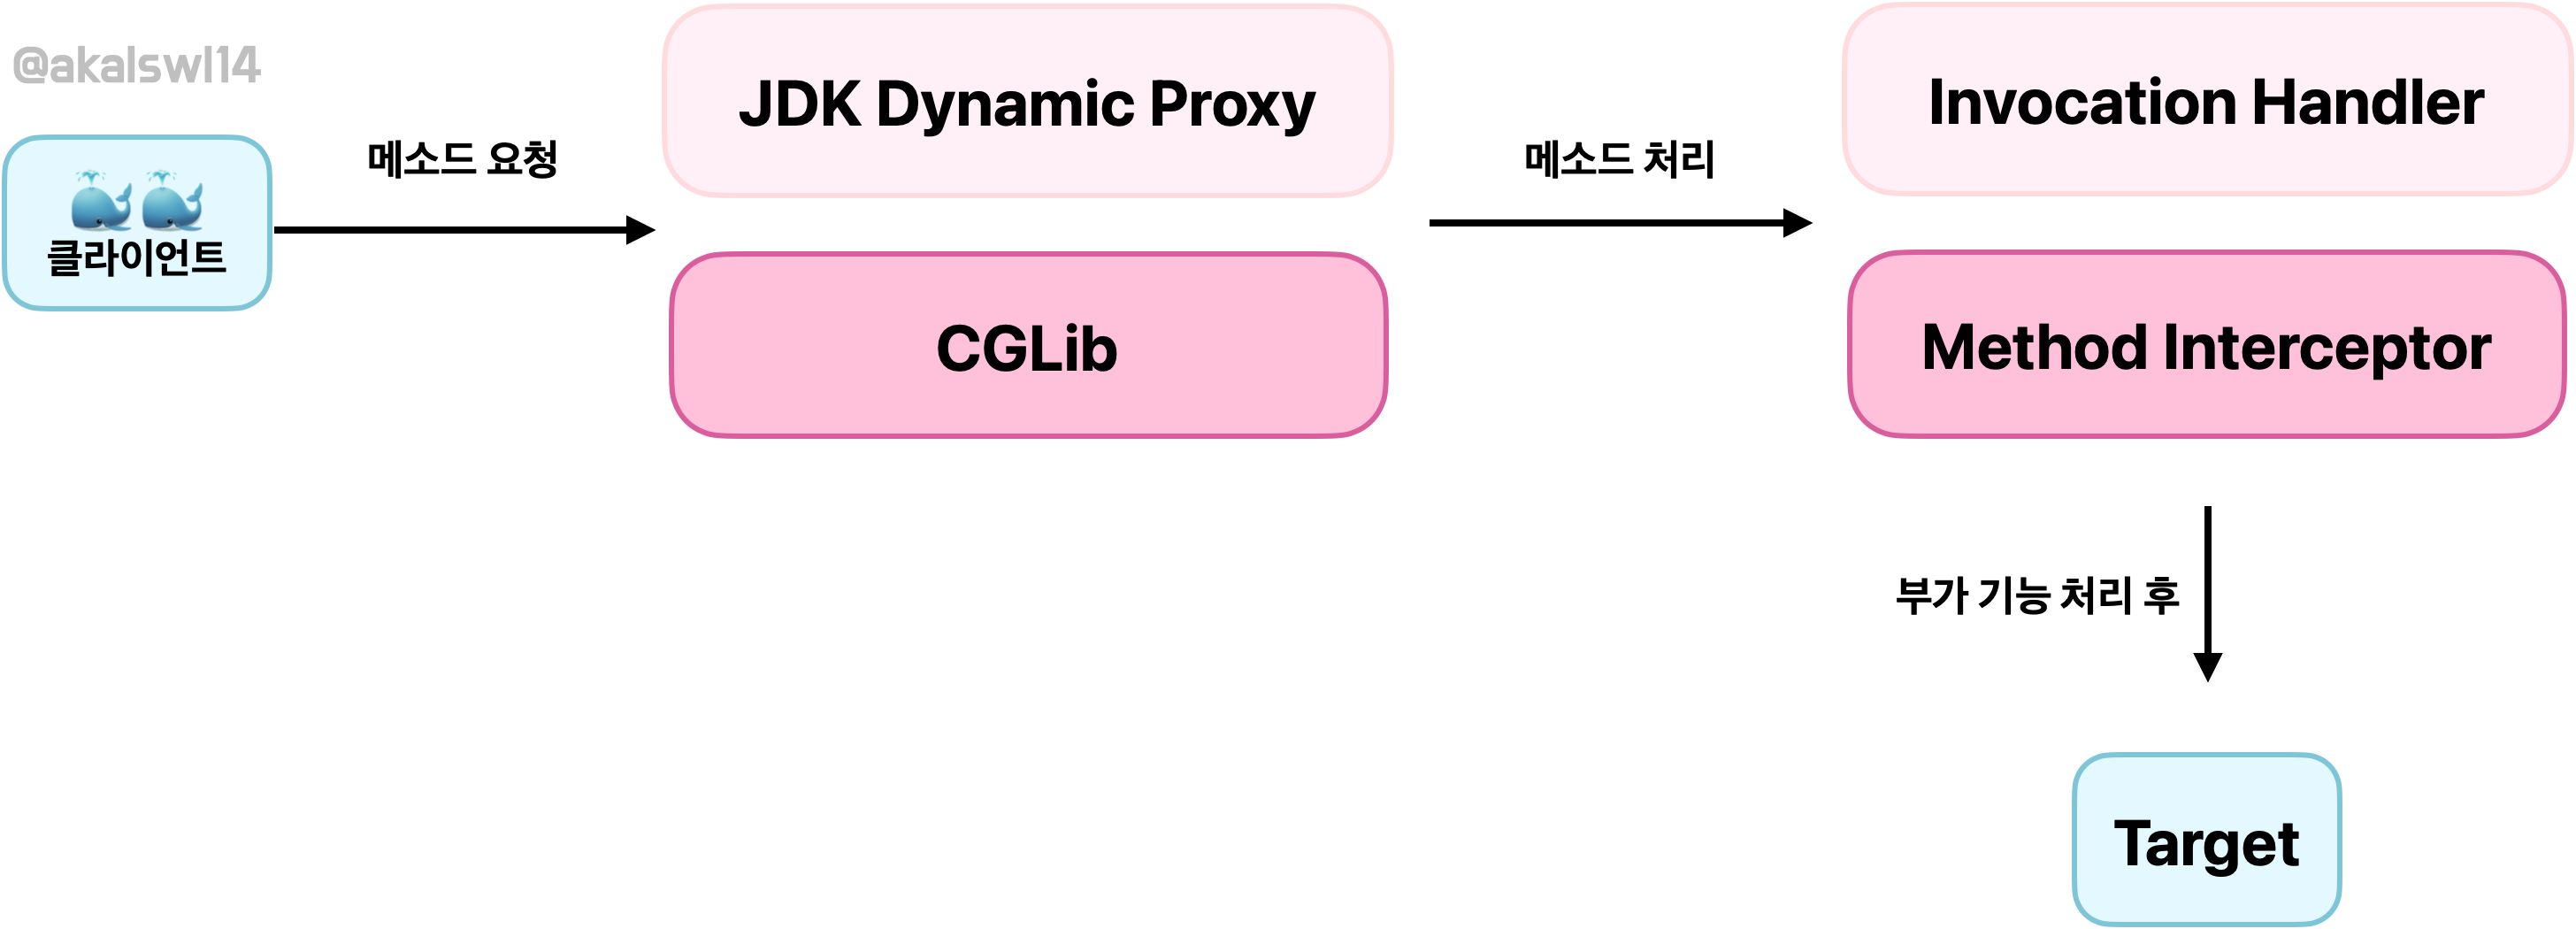 @akalswl14
클라이언트
메소드 요청
JDK Dynamic Proxy
CGLib
메소드 처리
Invocation Handler
Method Interceptor
부가 기능 처리 후
Target